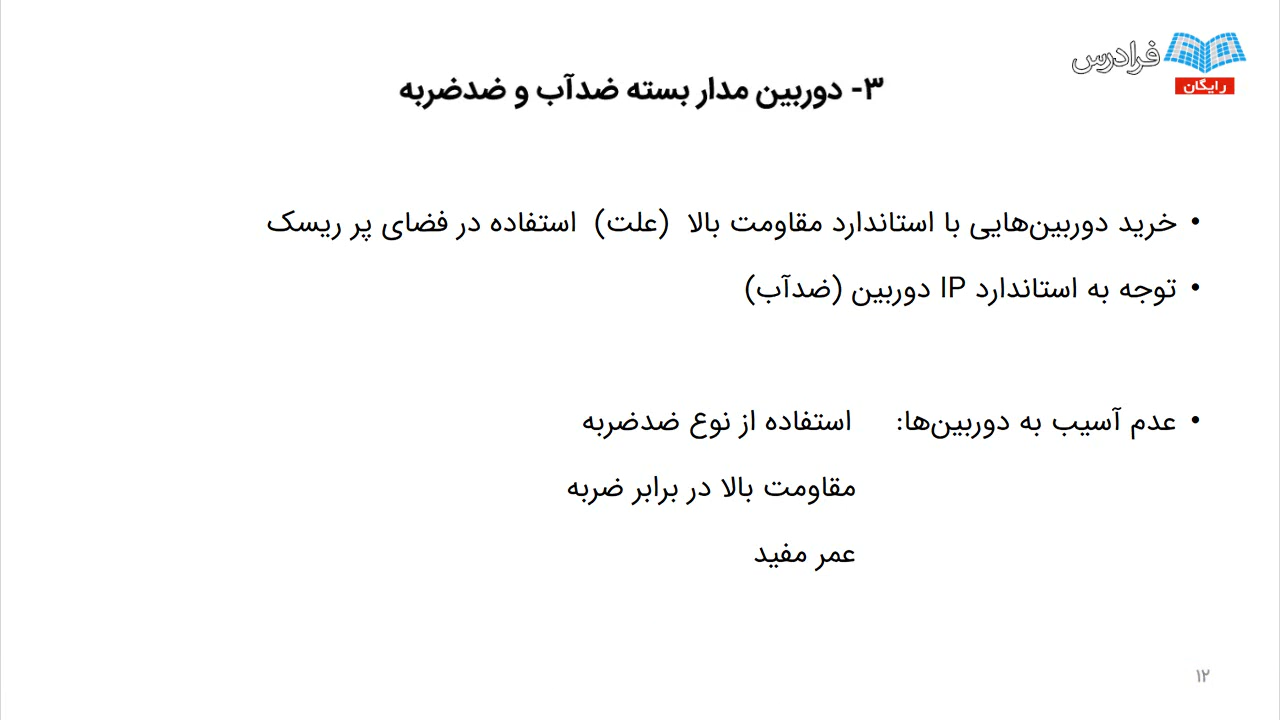 فرادرس
رایگان
۳- دوربین مدار بسته ضدآب و ضدضربه
• خرید دوربین‌هایی با استاندارد مقاومت بالا (علت) استفاده در فضای پر ریسک
• توجه به استاندارد IP دوربین (ضدآب)
• عدم آسیب به دوربین‌ها: استفاده از نوع ضدضربه
مقاومت بالا در برابر ضربه
عمر مفید
۱۲